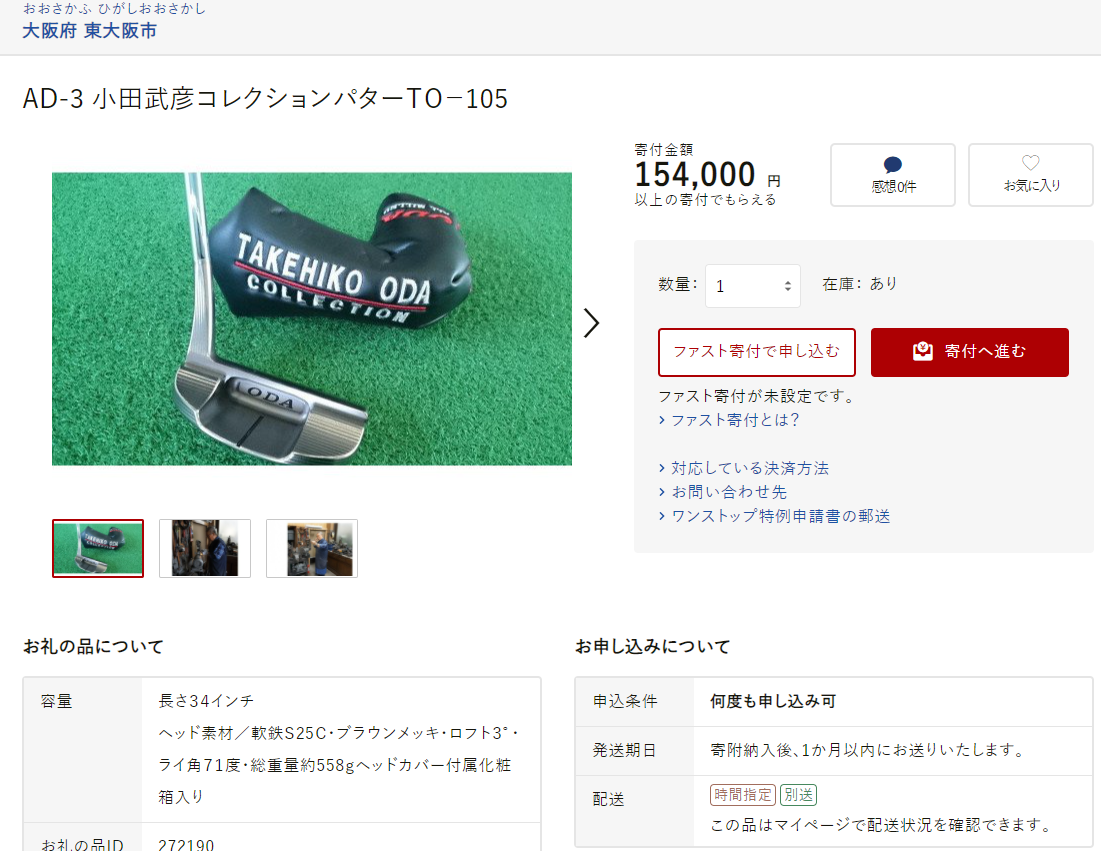 おおさかふ ひがしおおさかし
大阪府 東大阪市
AD-3 小田武彦コレクションパターTO－105
寄付金額
154,000 円
以上の寄付でもらえる
感想0件
お気に入り
TAKEHIKO ODA
COLLECTION
ODA
数量：
1
在庫： あり
ファスト寄付で申し込む
寄付へ進む
ファスト寄付が未設定です。
ファスト寄付とは？
対応している決済方法
お問い合わせ先
ワンストップ特例申請書の郵送
お礼の品について
容量
長さ34インチ
ヘッド素材／軟鉄S25C・ブラウンメッキ・ロフト3°・
ライ角71度・総重量約558gヘッドカバー付属化粧
箱入り
お礼の品ID
272190
お申し込みについて
申込条件
何度も申し込み可
発送期日
寄附納入後、1か月以内にお送りいたします。
配送
時間指定 別送
この品はマイページで配送状況を確認できます。